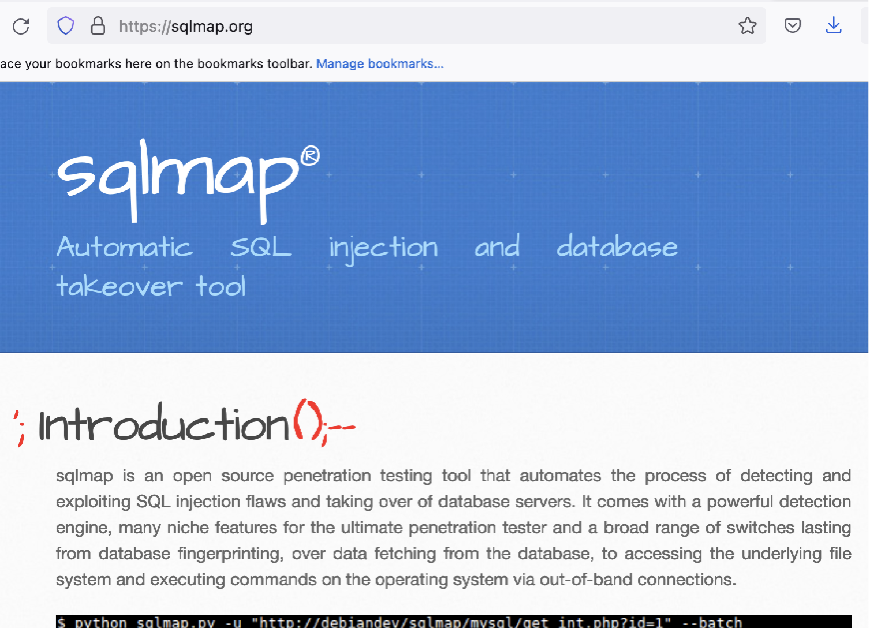 https://sqlmap.org
ace your bookmarks here on the bookmarks toolbar. Manage bookmarks...
sqlmap®
Automatic SQL injection and database
takeover tool
'; Introduction();--
sqlmap is an open source penetration testing tool that automates the process of detecting and
exploiting SQL injection flaws and taking over of database servers. It comes with a powerful detection
engine, many niche features for the ultimate penetration tester and a broad range of switches lasting
from database fingerprinting, over data fetching from the database, to accessing the underlying file
system and executing commands on the operating system via out-of-band connections.
$ python sqlmap.py -u "http://debiandev/sqlmap/mysql/get_int.php?id=1" --batch